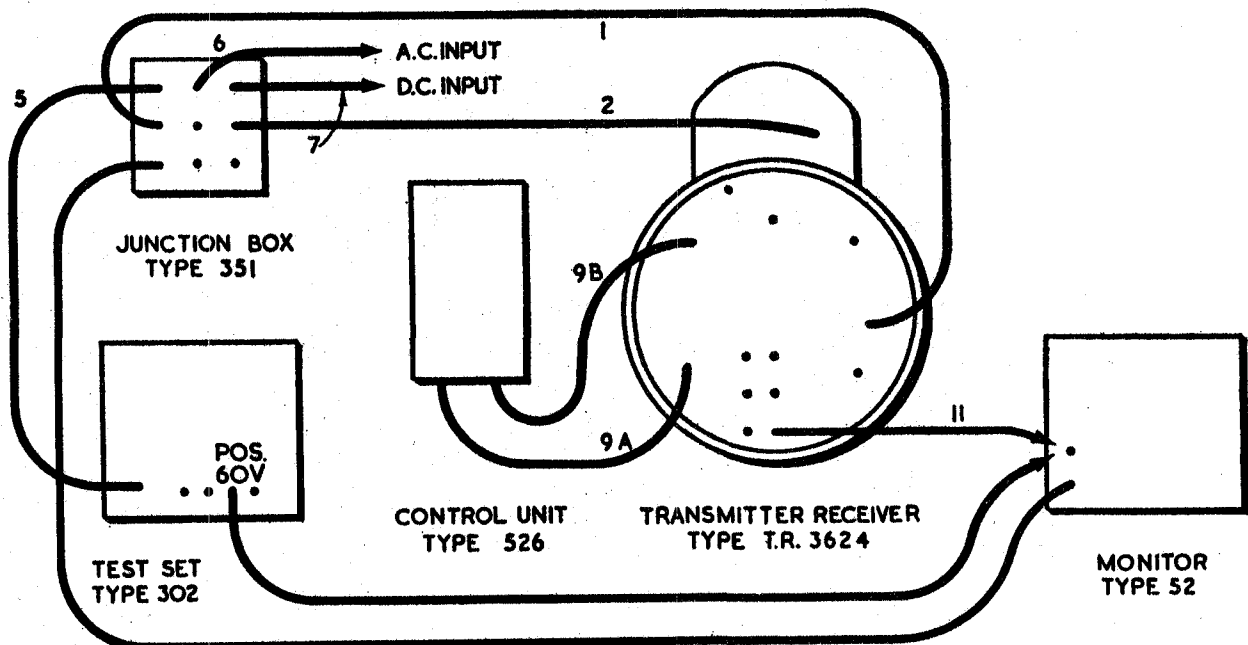 1
6
A.C. INPUT
D.C. INPUT
5
2
7
JUNCTION BOX
TYPE 351
9B
POS.
60V
9A
11
CONTROL UNIT
TYPE 526
TRANSMITTER RECEIVER
TYPE T.R. 3624
TEST SET
TYPE 302
MONITOR
TYPE 52